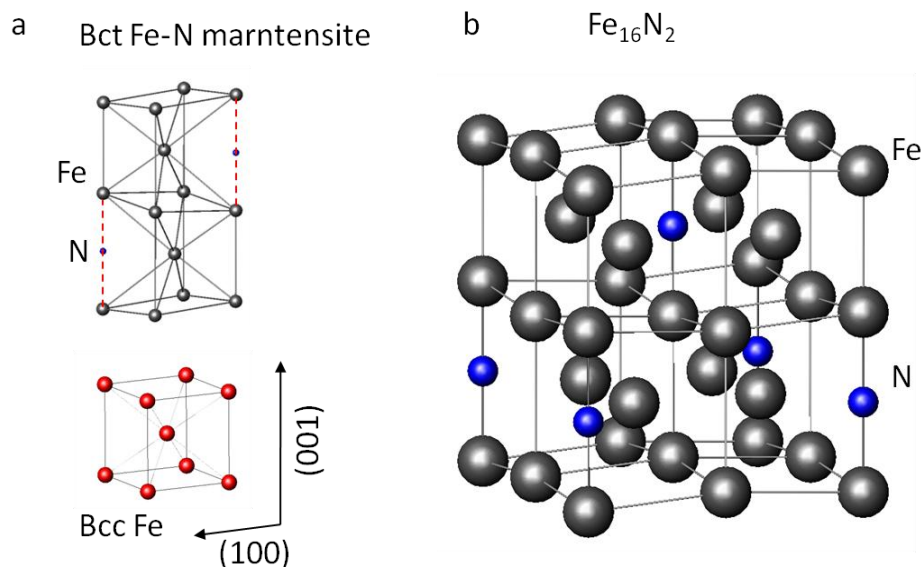 a
Bct Fe-N marntensite
Fe
N
Bcc Fe
(001)
(100)
b
Fe₁₆N₂
Fe
N